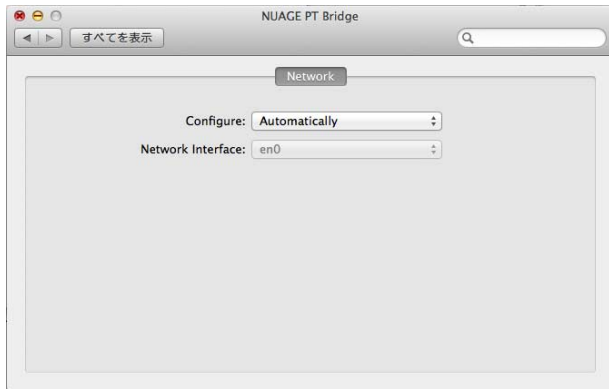 NUAGE PT Bridge
すべてを表示
Network
Configure: Automatically
Network Interface: en0